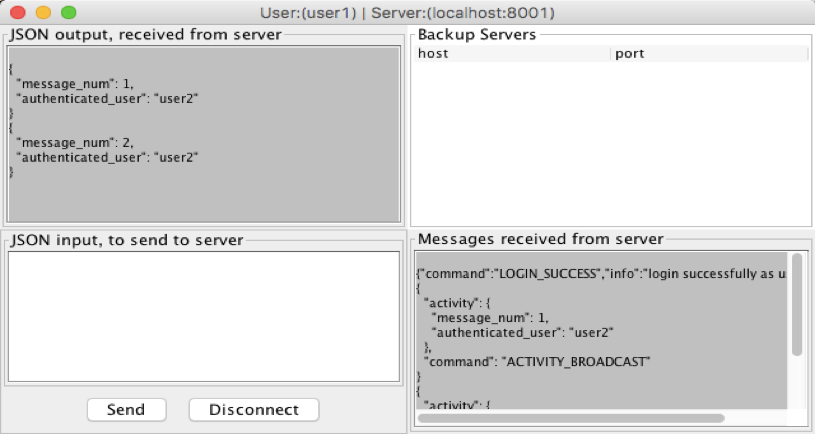 User:(user1) | Server:(localhost:8001)
JSON output, received from server
{
"message_num": 1,
"authenticated_user": "user2"
}
{
"message_num": 2,
"authenticated_user": "user2"
}
Backup Servers
host port
JSON input, to send to server
Send Disconnect
Messages received from server
{"command":"LOGIN_SUCCESS","info":"login successfully as u
{
"activity": {
"message_num": 1,
"authenticated_user": "user2"
},
"command": "ACTIVITY_BROADCAST"
}
{
"activity": {